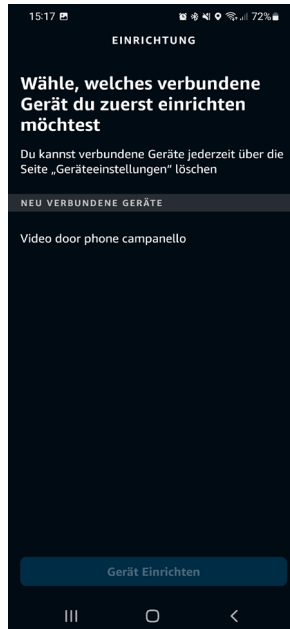 15:17 72%
EINRICHTUNG
Wähle, welches verbundene
Gerät du zuerst einrichten
möchtest
Du kannst verbundene Geräte jederzeit über die
Seite „Geräteeinstellungen“ löschen
NEU VERBUNDENE GERÄTE
Video door phone campanello
Gerät Einrichten